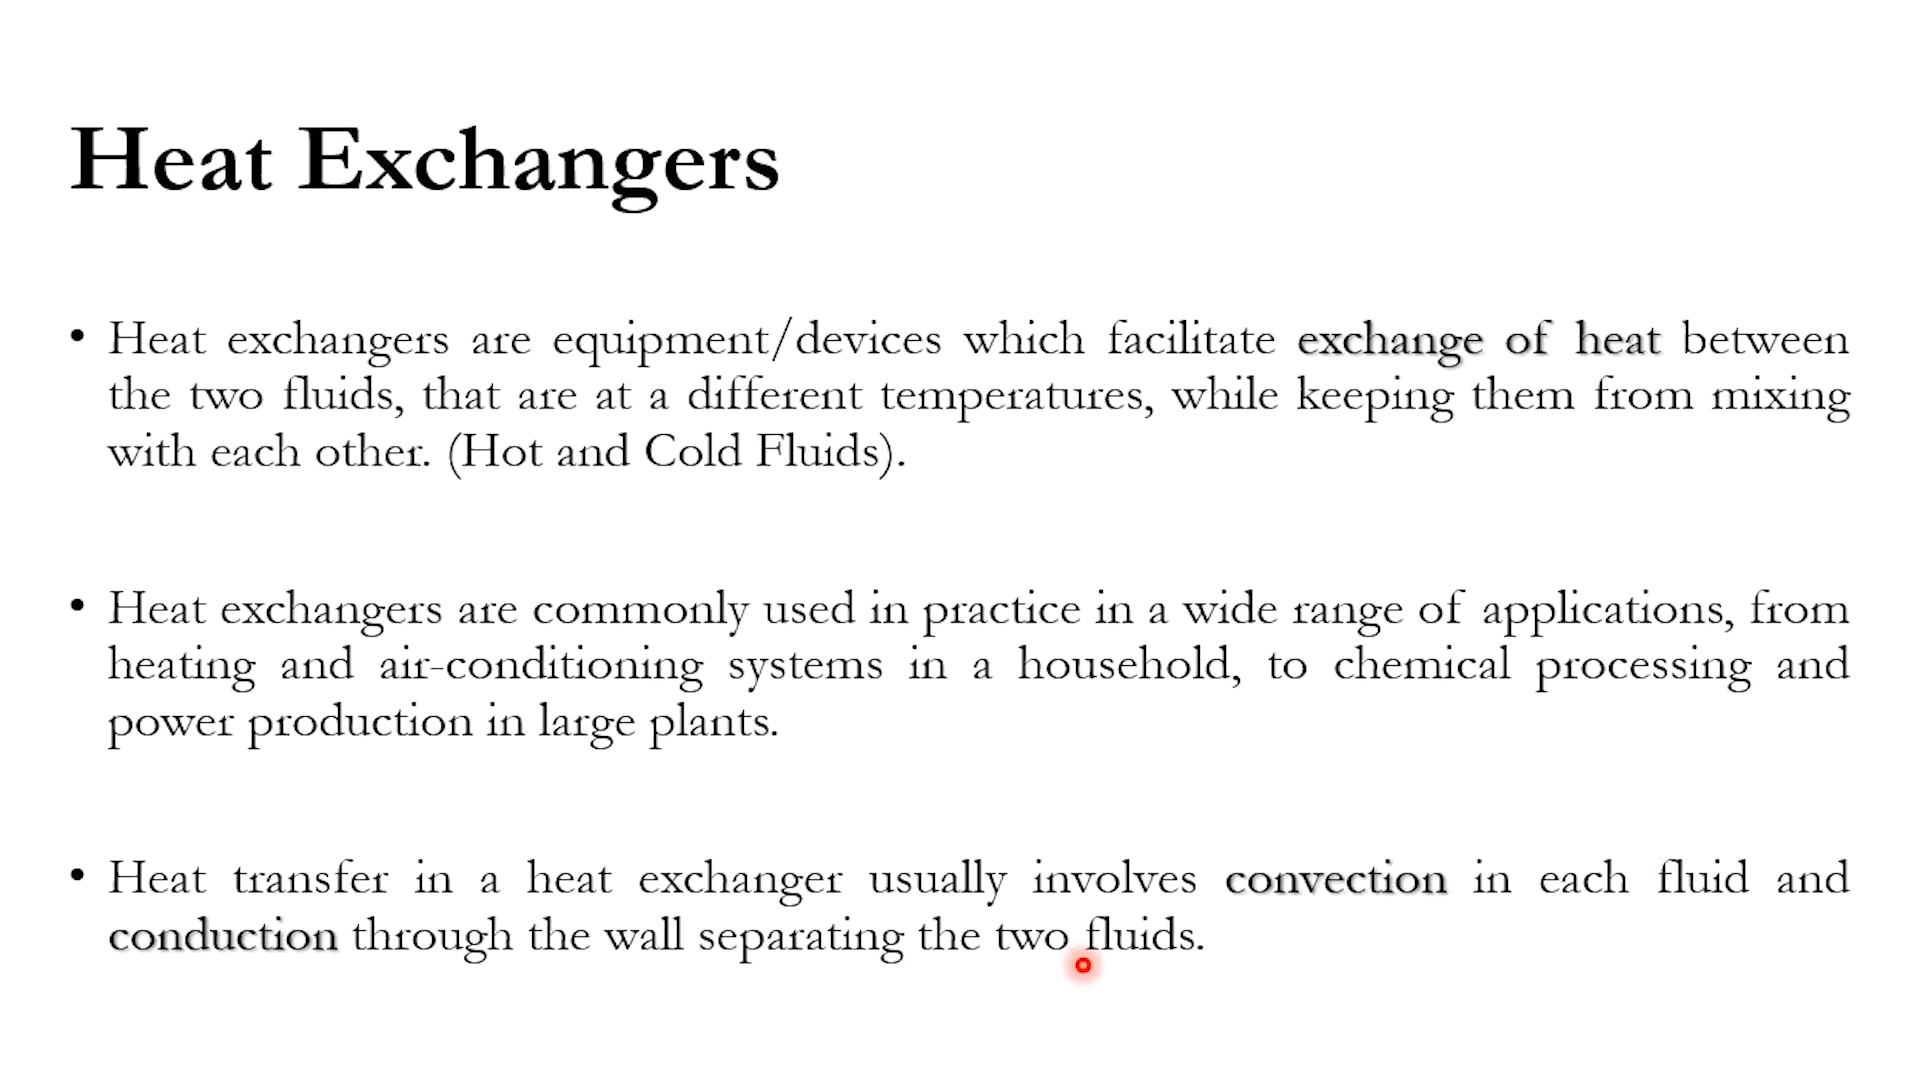 Heat Exchangers
• Heat exchangers are equipment/devices which facilitate exchange of heat between
the two fluids, that are at a different temperatures, while keeping them from mixing
with each other. (Hot and Cold Fluids).
• Heat exchangers are commonly used in practice in a wide range of applications, from
heating and air-conditioning systems in a household, to chemical processing and
power production in large plants.
• Heat transfer in a heat exchanger usually involves convection in each fluid and
conduction through the wall separating the two fluids.